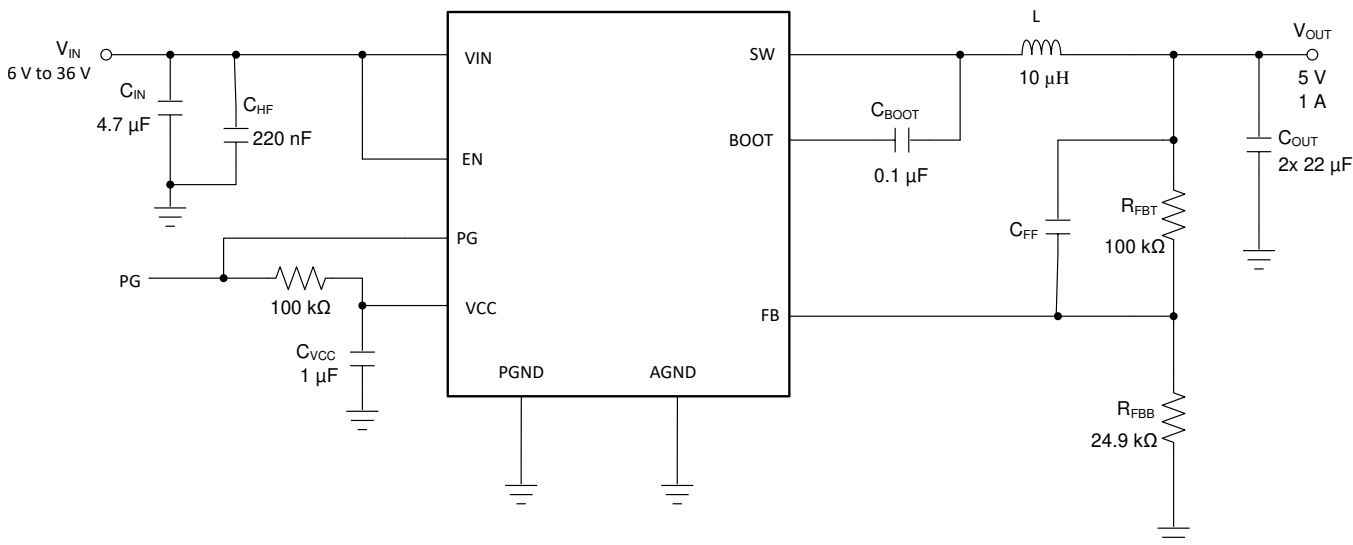 V_IN
6 V to 36 V
C_IN
4.7 µF
C_HF
220 nF
PG
100 kΩ
C_VCC
1 µF
VIN
EN
PG
VCC
PGND
AGND
SW
BOOT
FB
C_BOOT
0.1 µF
L
10 µH
C_FF
R_FBT
100 kΩ
R_FBB
24.9 kΩ
V_OUT
5 V
1 A
C_OUT
2x 22 µF